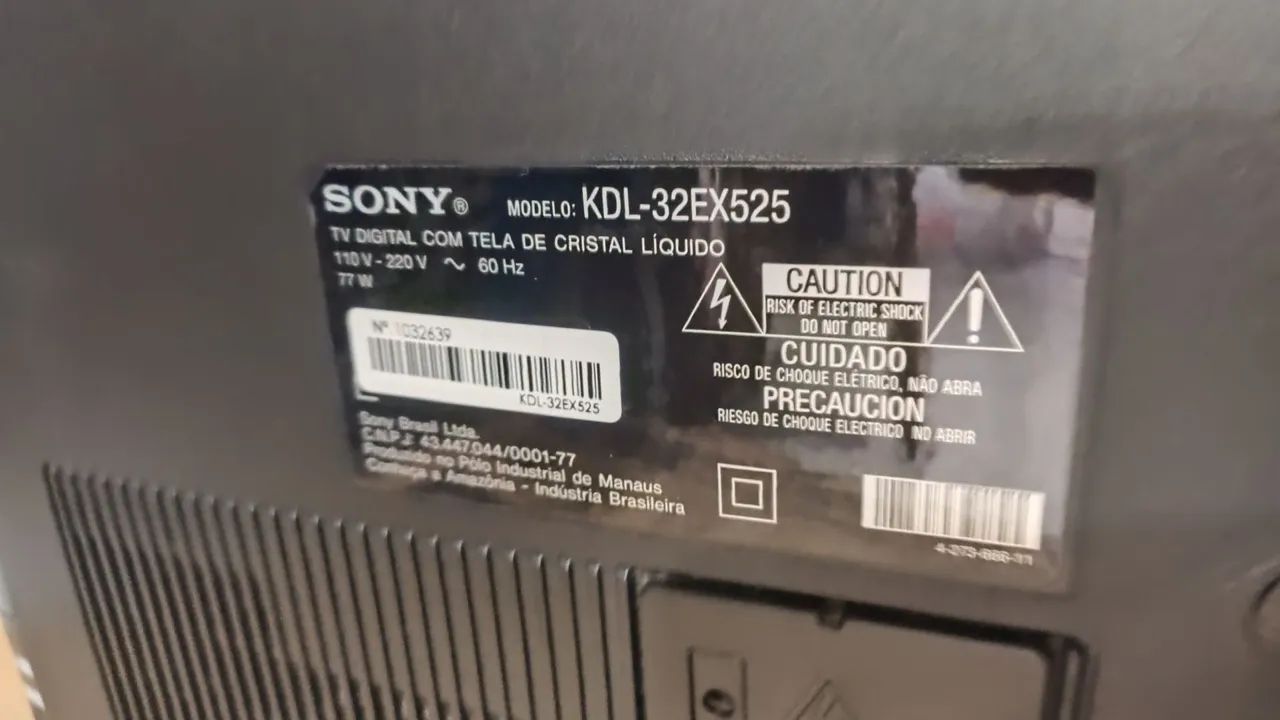 SONY® MODELO: KDL-32EX525
TV DIGITAL COM TELA DE CRISTAL LÍQUIDO
110 V - 220 V ~ 60 Hz
77 W
Nº 1032639
KDL-32EX525
Sony Brasil Ltda.
C.N.P.J: 43.447.044/0001-77
Produzido no Pólo Industrial de Manaus
Conheça a Amazônia - Indústria Brasileira
CAUTION
RISK OF ELECTRIC SHOCK
DO NOT OPEN
CUIDADO
RISCO DE CHOQUE ELÉTRICO, NÃO ABRA
PRECAUCION
RIESGO DE CHOQUE ELECTRICO NO ABRIR